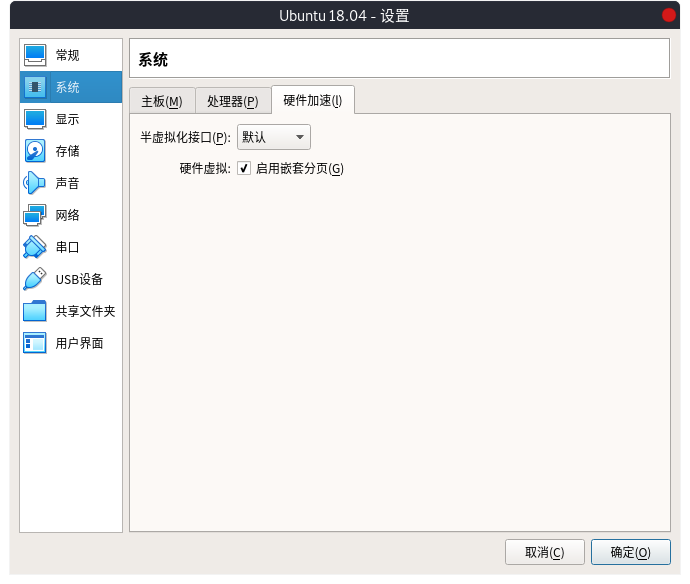 Ubuntu 18.04 - 设置
常规
系统
显示
存储
声音
网络
串口
USB设备
共享文件夹
用户界面
系统
主板(M) 处理器(P) 硬件加速(I)
半虚拟化接口(P): 默认
硬件虚拟: 启用嵌套分页(G)
取消(C) 确定(O)